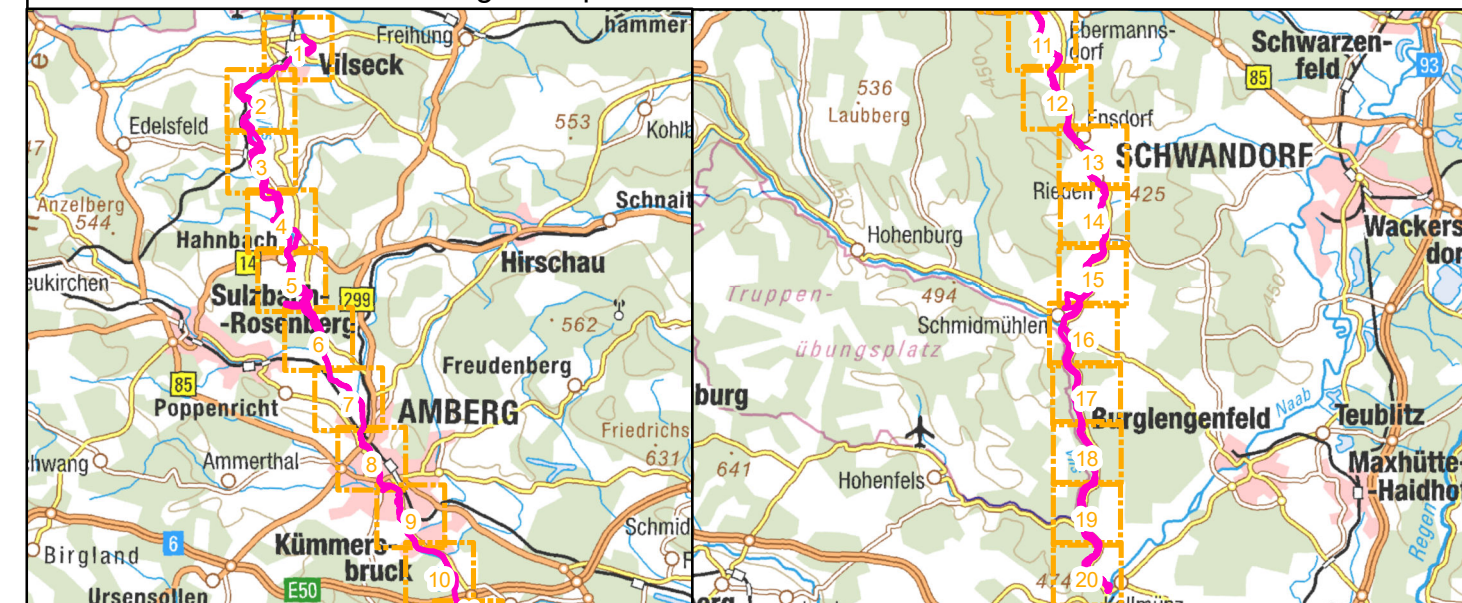 hammer
Freihung
1
Vilseck
2
Edelsfeld
553
3
Schnait
Anzelberg
544
4
Hahnbach
14
Hirschau
eukirchen
5
Sulzbach-
-Rosenberg
299
562
6
Freudenberg
85
Poppenricht
7
AMBERG
Friedrichs
631
hwang
Ammerthal
8
9
Schmid
Birgland
6
Kümmers-
bruck
10
E50
Ursensollen
11
Ebermanns-
dorf
Schwarzen-
feld
93
85
536
Laubberg
450
12
Ensdorf
SCHWANDORF
13
Rieden
425
450
14
Wackers
dor
Hohenburg
15
Truppen-
494
450
Schmidmühlen
16
übungsplatz
burg
17
Burglengenfeld
Naab
Teublitz
18
641
Hohenfels
Maxhütte-
-Haidhof
19
Regen
474
20
Kallmünz